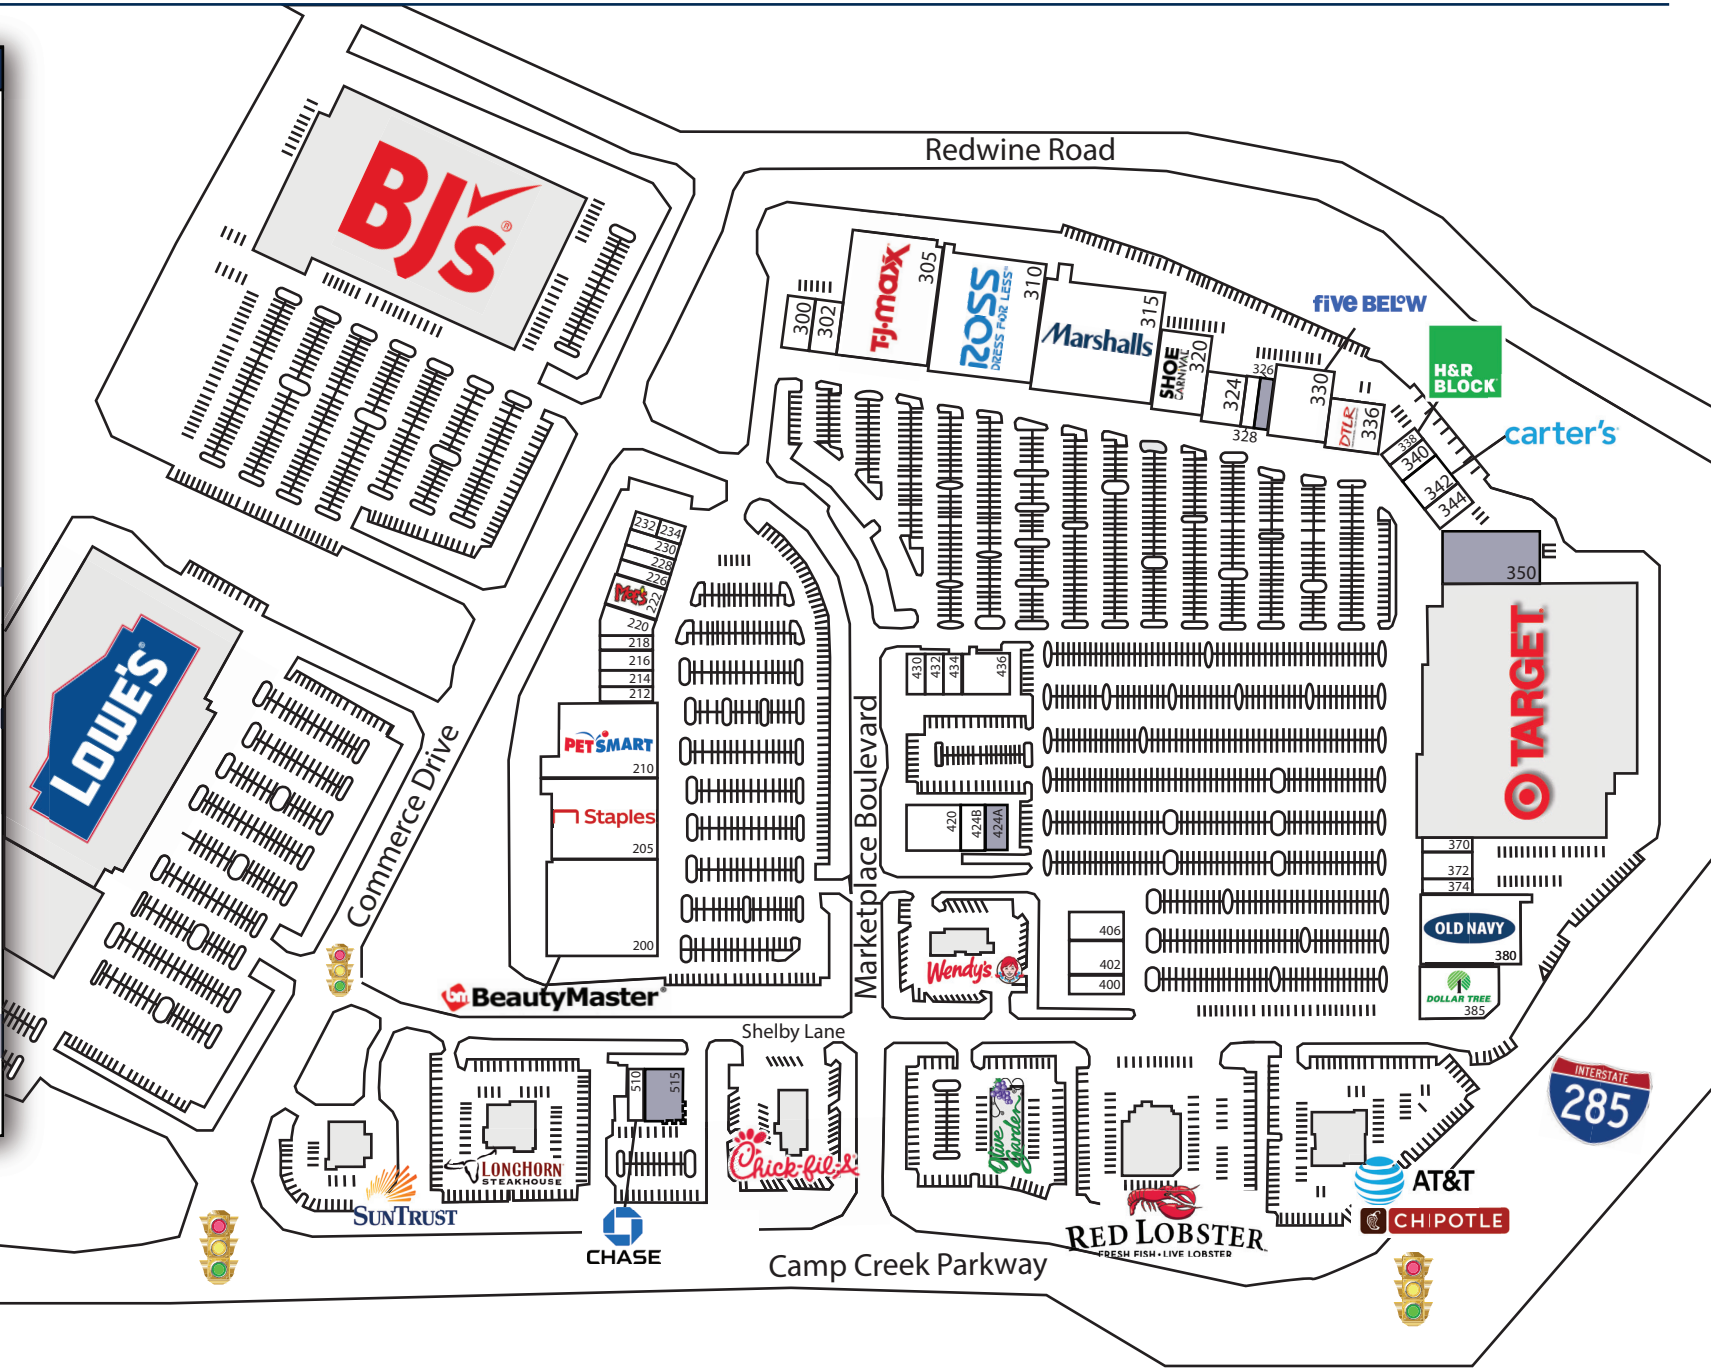 Redwine Road
BJ's
®
T.J.maxx
305
ROSS
DRESS FOR LESS
310
Marshalls
315
SHOE
CARNIVAL
320
300
302
324
326
328
330
five BELOW
DTLR
336
H&R
BLOCK
carter's
338
340
342
344
350
TARGET
370
372
374
OLD NAVY
380
DOLLAR TREE
385
232
234
230
228
226
Moe's
222
220
218
216
214
212
PETSMART
210
Staples
205
200
bm BeautyMaster
LOWE'S
Commerce Drive
Marketplace Boulevard
430
432
434
436
420
424B
424A
Wendy's
406
402
400
Shelby Lane
SUNTRUST
LONGHORN
STEAKHOUSE
510
515
CHASE
Chick-fil-A
Olive
Garden
RED LOBSTER
FRESH FISH • LIVE LOBSTER
AT&T
CHIPOTLE
INTERSTATE
285
Camp Creek Parkway